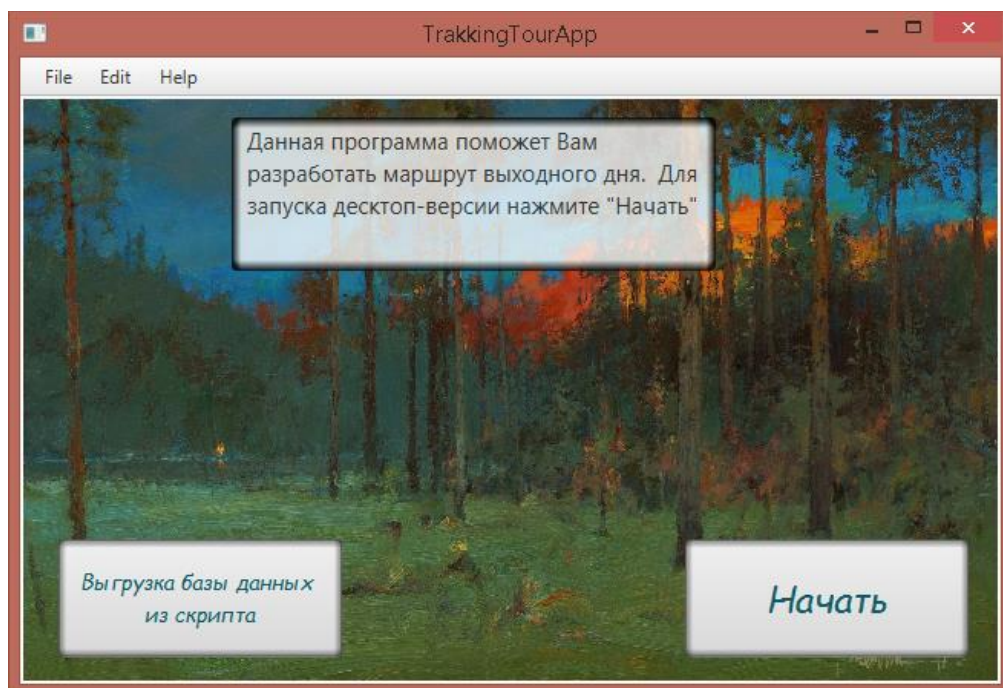 TrakkingTourApp
File Edit Help
Данная программа поможет Вам
разработать маршрут выходного дня. Для
запуска десктоп-версии нажмите "Начать"
Выгрузка базы данных
из скрипта
Начать